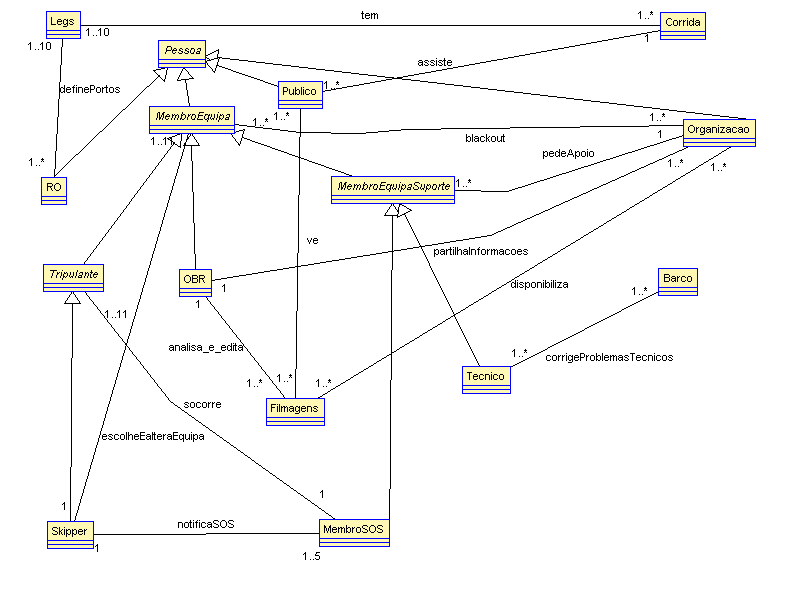 Legs
tem
1..*
Corrida
1..10
1..10
1
Pessoa
assiste
definePortos
Publico
1..*
1..*
MembroEquipa
1..*
1..*
Organizacao
1..11
blackout
1
pedeApoio
1..*
RO
MembroEquipaSuporte
1..*
1..*
1..*
ve
partilhaInformacoes
Tripulante
OBR
1
disponibiliza
Barco
1..*
1
1..11
analisa_e_edita
1..*
corrigeProblemasTecnicos
1..*
1..*
1..*
Tecnico
socorre
Filmagens
escolheEalteraEquipa
1
1
notificaSOS
Skipper
MembroSOS
1
1..5